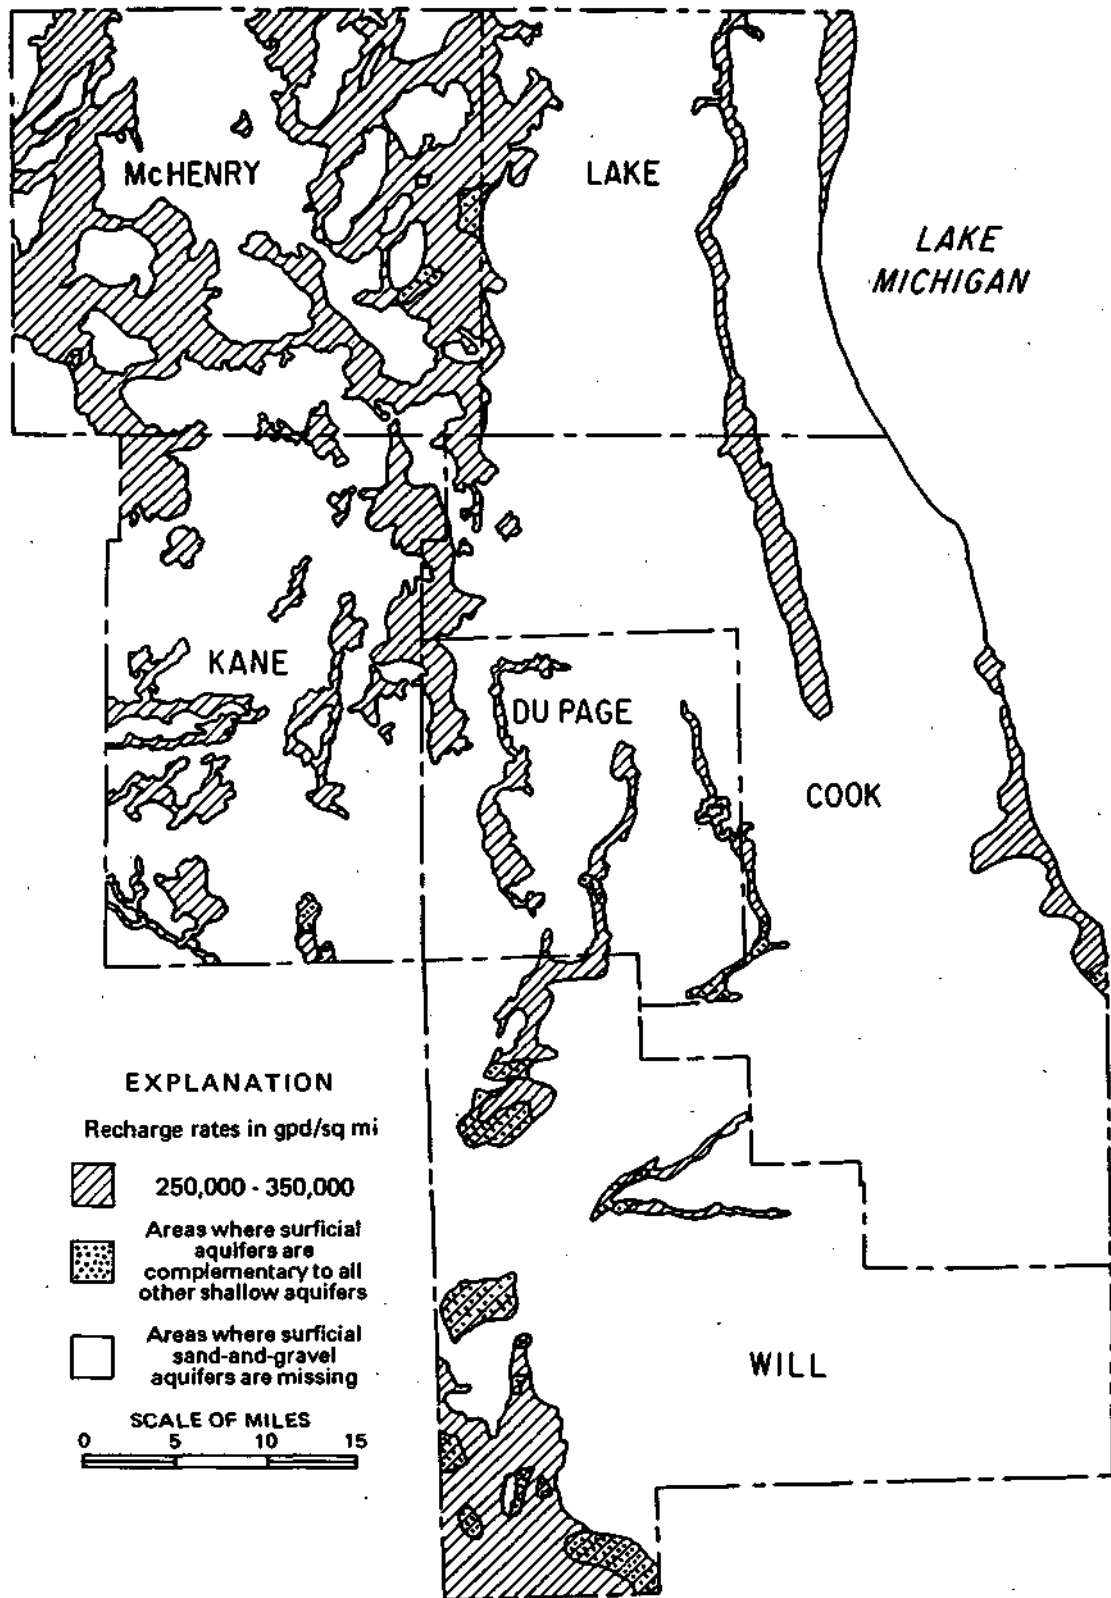 McHENRY
LAKE
LAKE
MICHIGAN
KANE
DU PAGE
COOK
WILL
EXPLANATION
Recharge rates in gpd/sq mi
250,000 - 350,000
Areas where surficial
aquifers are
complementary to all
other shallow aquifers
Areas where surficial
sand-and-gravel
aquifers are missing
SCALE OF MILES
0 5 10 15